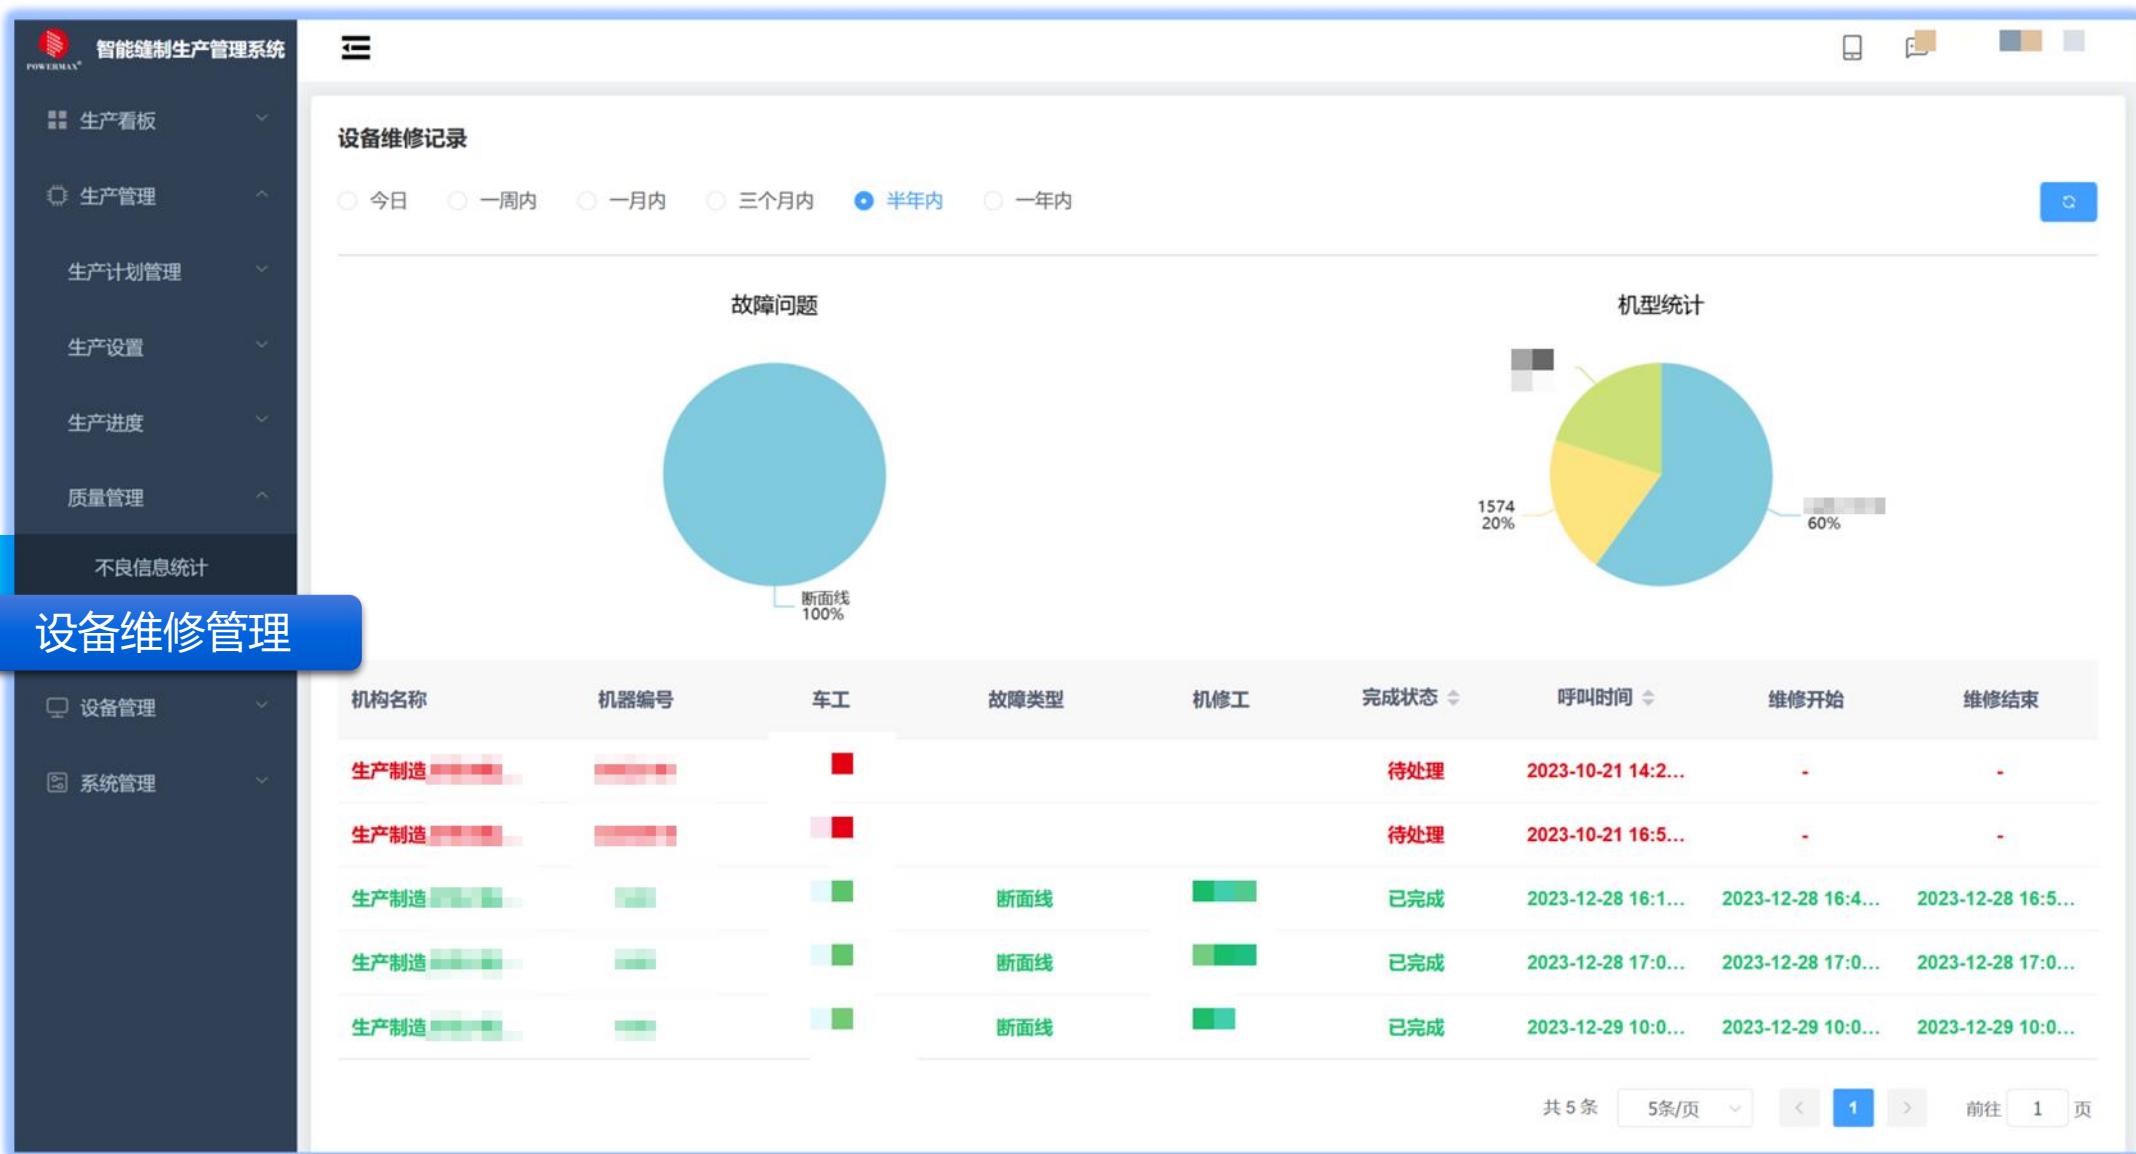 POWERMAX® 智能缝制生产管理系统
生产看板
生产管理
生产计划管理
生产设置
生产进度
质量管理
不良信息统计
设备维修管理
设备管理
系统管理
设备维修记录
今日 一周内 一月内 三个月内 半年内 一年内
故障问题
断面线
100%
机型统计
1574
20%
60%
机构名称 机器编号 车工 故障类型 机修工 完成状态 呼叫时间 维修开始 维修结束
生产制造 待处理 2023-10-21 14:2... - -
生产制造 待处理 2023-10-21 16:5... - -
生产制造 断面线 已完成 2023-12-28 16:1... 2023-12-28 16:4... 2023-12-28 16:5...
生产制造 断面线 已完成 2023-12-28 17:0... 2023-12-28 17:0... 2023-12-28 17:0...
生产制造 断面线 已完成 2023-12-29 10:0... 2023-12-29 10:0... 2023-12-29 10:0...
共 5 条 5条/页 < 1 > 前往 1 页